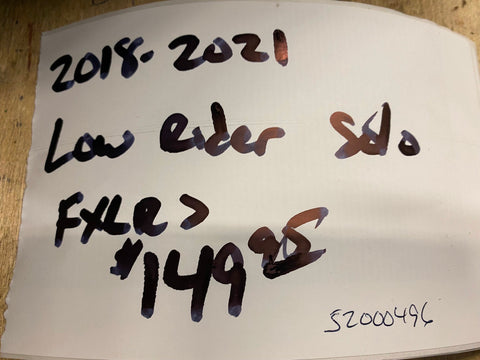 2018-2021
Low Rider Solo
FXLR>
$149.95
52000496